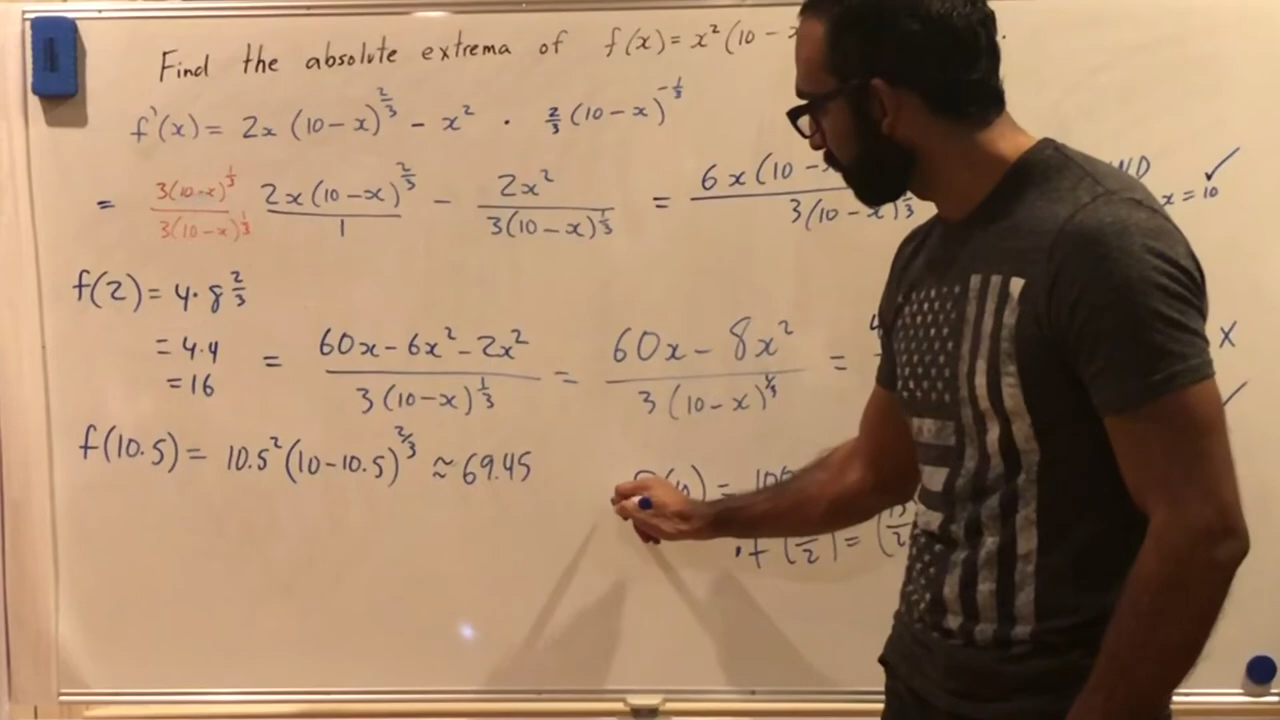 Find the absolute extrema of f(x) = x²(10 -
f'(x) = 2x (10-x)^{2/3} - x² · 2/3 (10-x)^{-1/3}
= 3(10-x)^{1/3} / 3(10-x)^{1/3} 2x(10-x)^{2/3} / 1 - 2x² / 3(10-x)^{1/3} = 6x(10 - / 3(10-x)^{1/3} x = 10 ✓
f(2) = 4 · 8^{2/3}
= 4·4
= 16
= 60x - 6x² - 2x² / 3(10-x)^{1/3} = 60x - 8x² / 3(10-x)^{1/3} = x
f(10.5) = 10.5² (10-10.5)^{2/3} ≈ 69.45